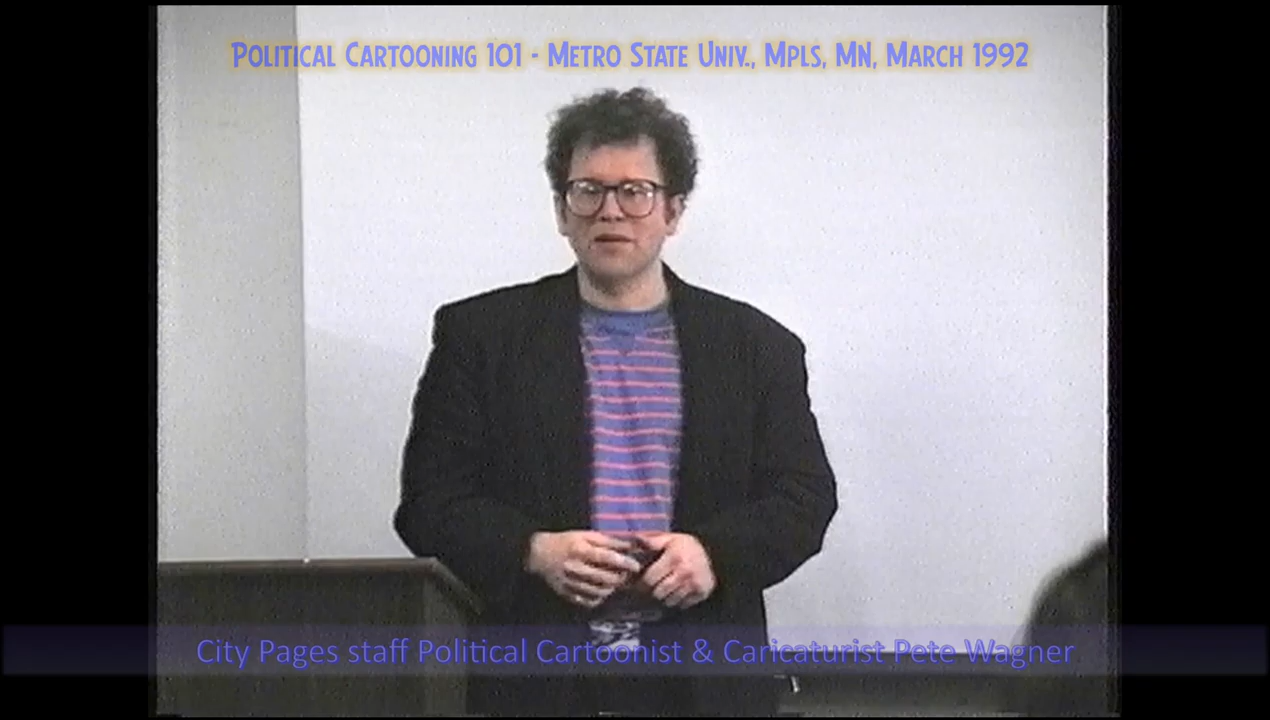 Political Cartooning 101 - Metro State Univ., Mpls, MN, March 1992
City Pages staff Political Cartoonist & Caricaturist Pete Wagner